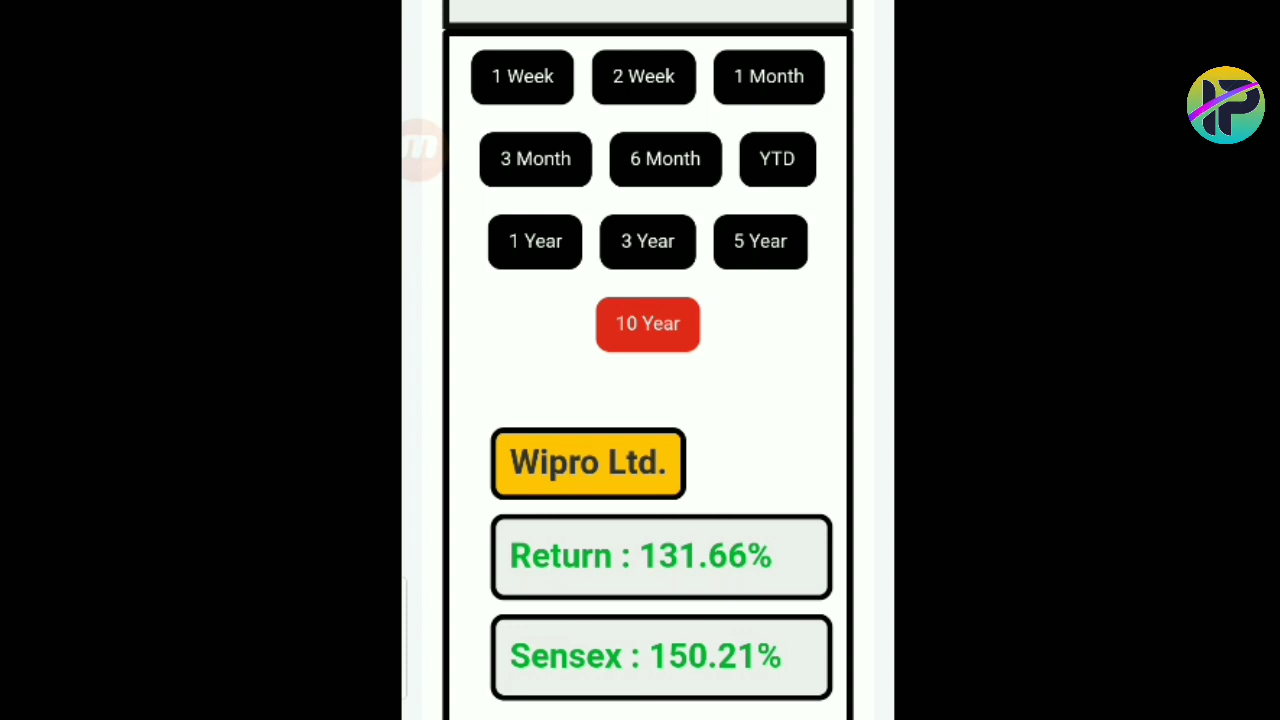 1 Week 2 Week 1 Month
3 Month 6 Month YTD
1 Year 3 Year 5 Year
10 Year
Wipro Ltd.
Return : 131.66%
Sensex : 150.21%
IP